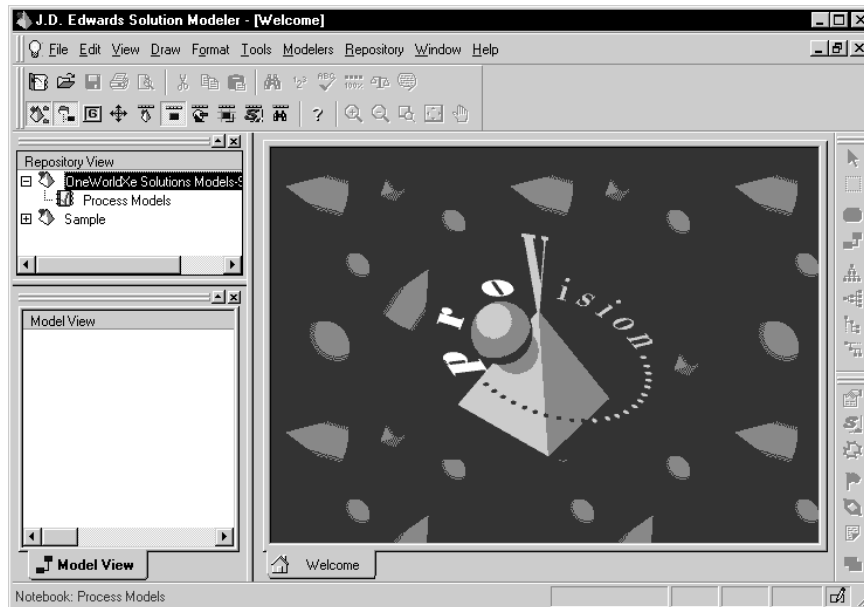 J.D. Edwards Solution Modeler - [Welcome]
File Edit View Draw Format Tools Modelers Repository Window Help
Repository View
OneWorldXe Solutions Models-S
Process Models
Sample
Model View
Model View
pro Vision
Welcome
Notebook: Process Models